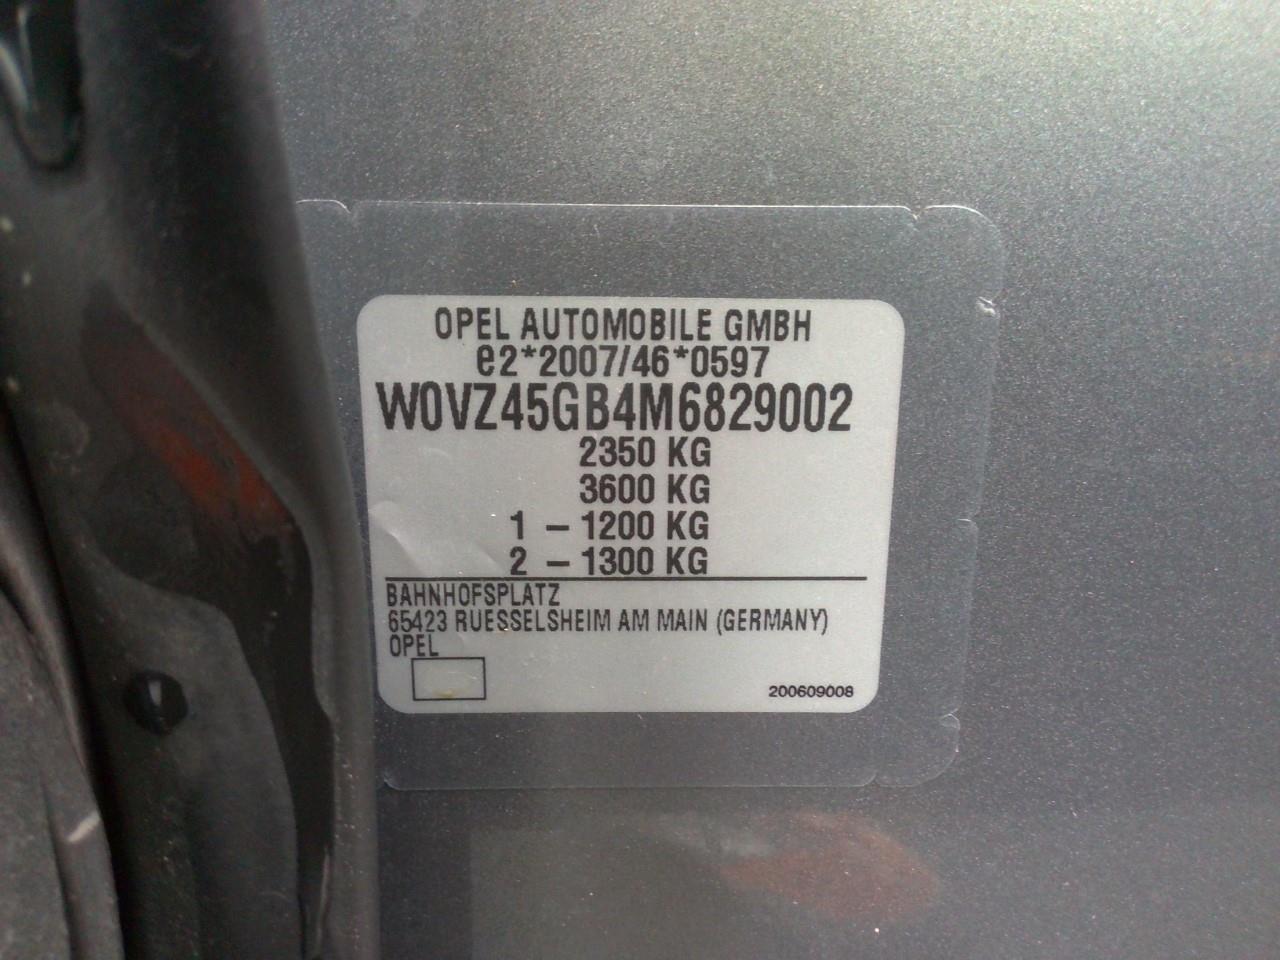 OPEL AUTOMOBILE GMBH
e2*2007/46*0597
W0VZ45GB4M6829002
2350 KG
3600 KG
1 – 1200 KG
2 – 1300 KG
BAHNHOFSPLATZ
65423 RUESSELSHEIM AM MAIN (GERMANY)
OPEL
200609008